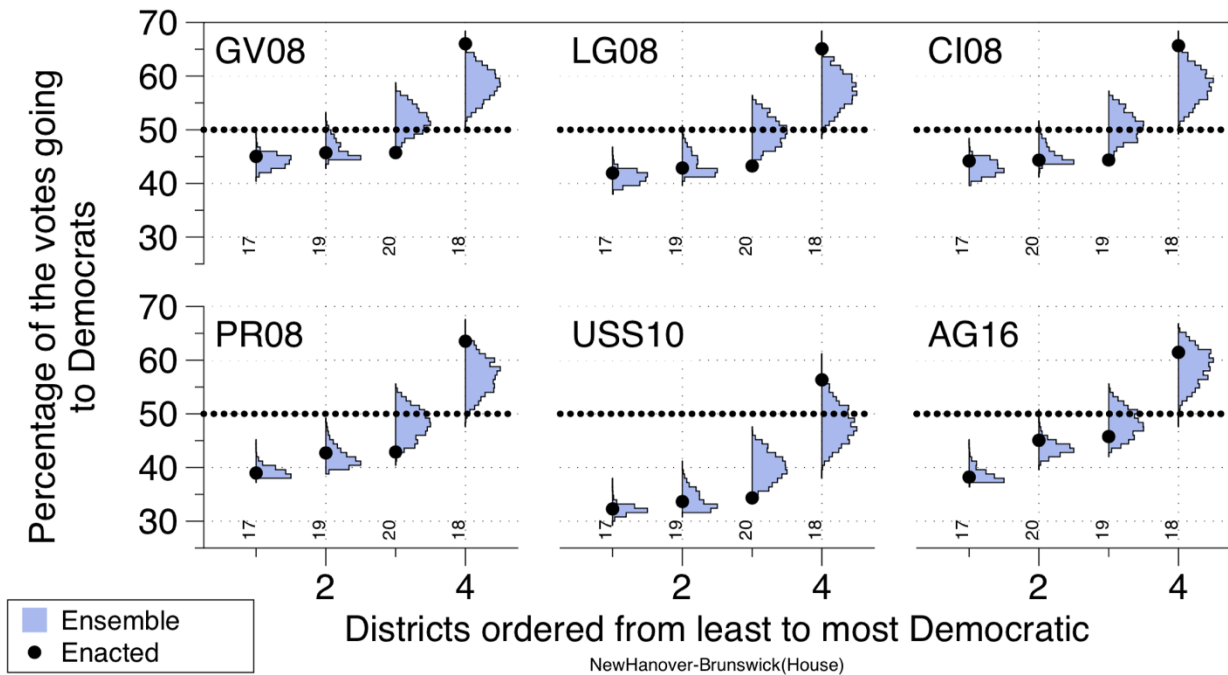 Percentage of the votes going
to Democrats
70
60
50
40
30
GV08
17
19
20
18
LG08
17
19
20
18
CI08
17
20
19
18
70
60
50
40
30
PR08
17
19
20
18
USS10
17
19
20
18
AG16
17
20
19
18
2 4 2 4 2 4
Districts ordered from least to most Democratic
NewHanover-Brunswick(House)
Ensemble
Enacted